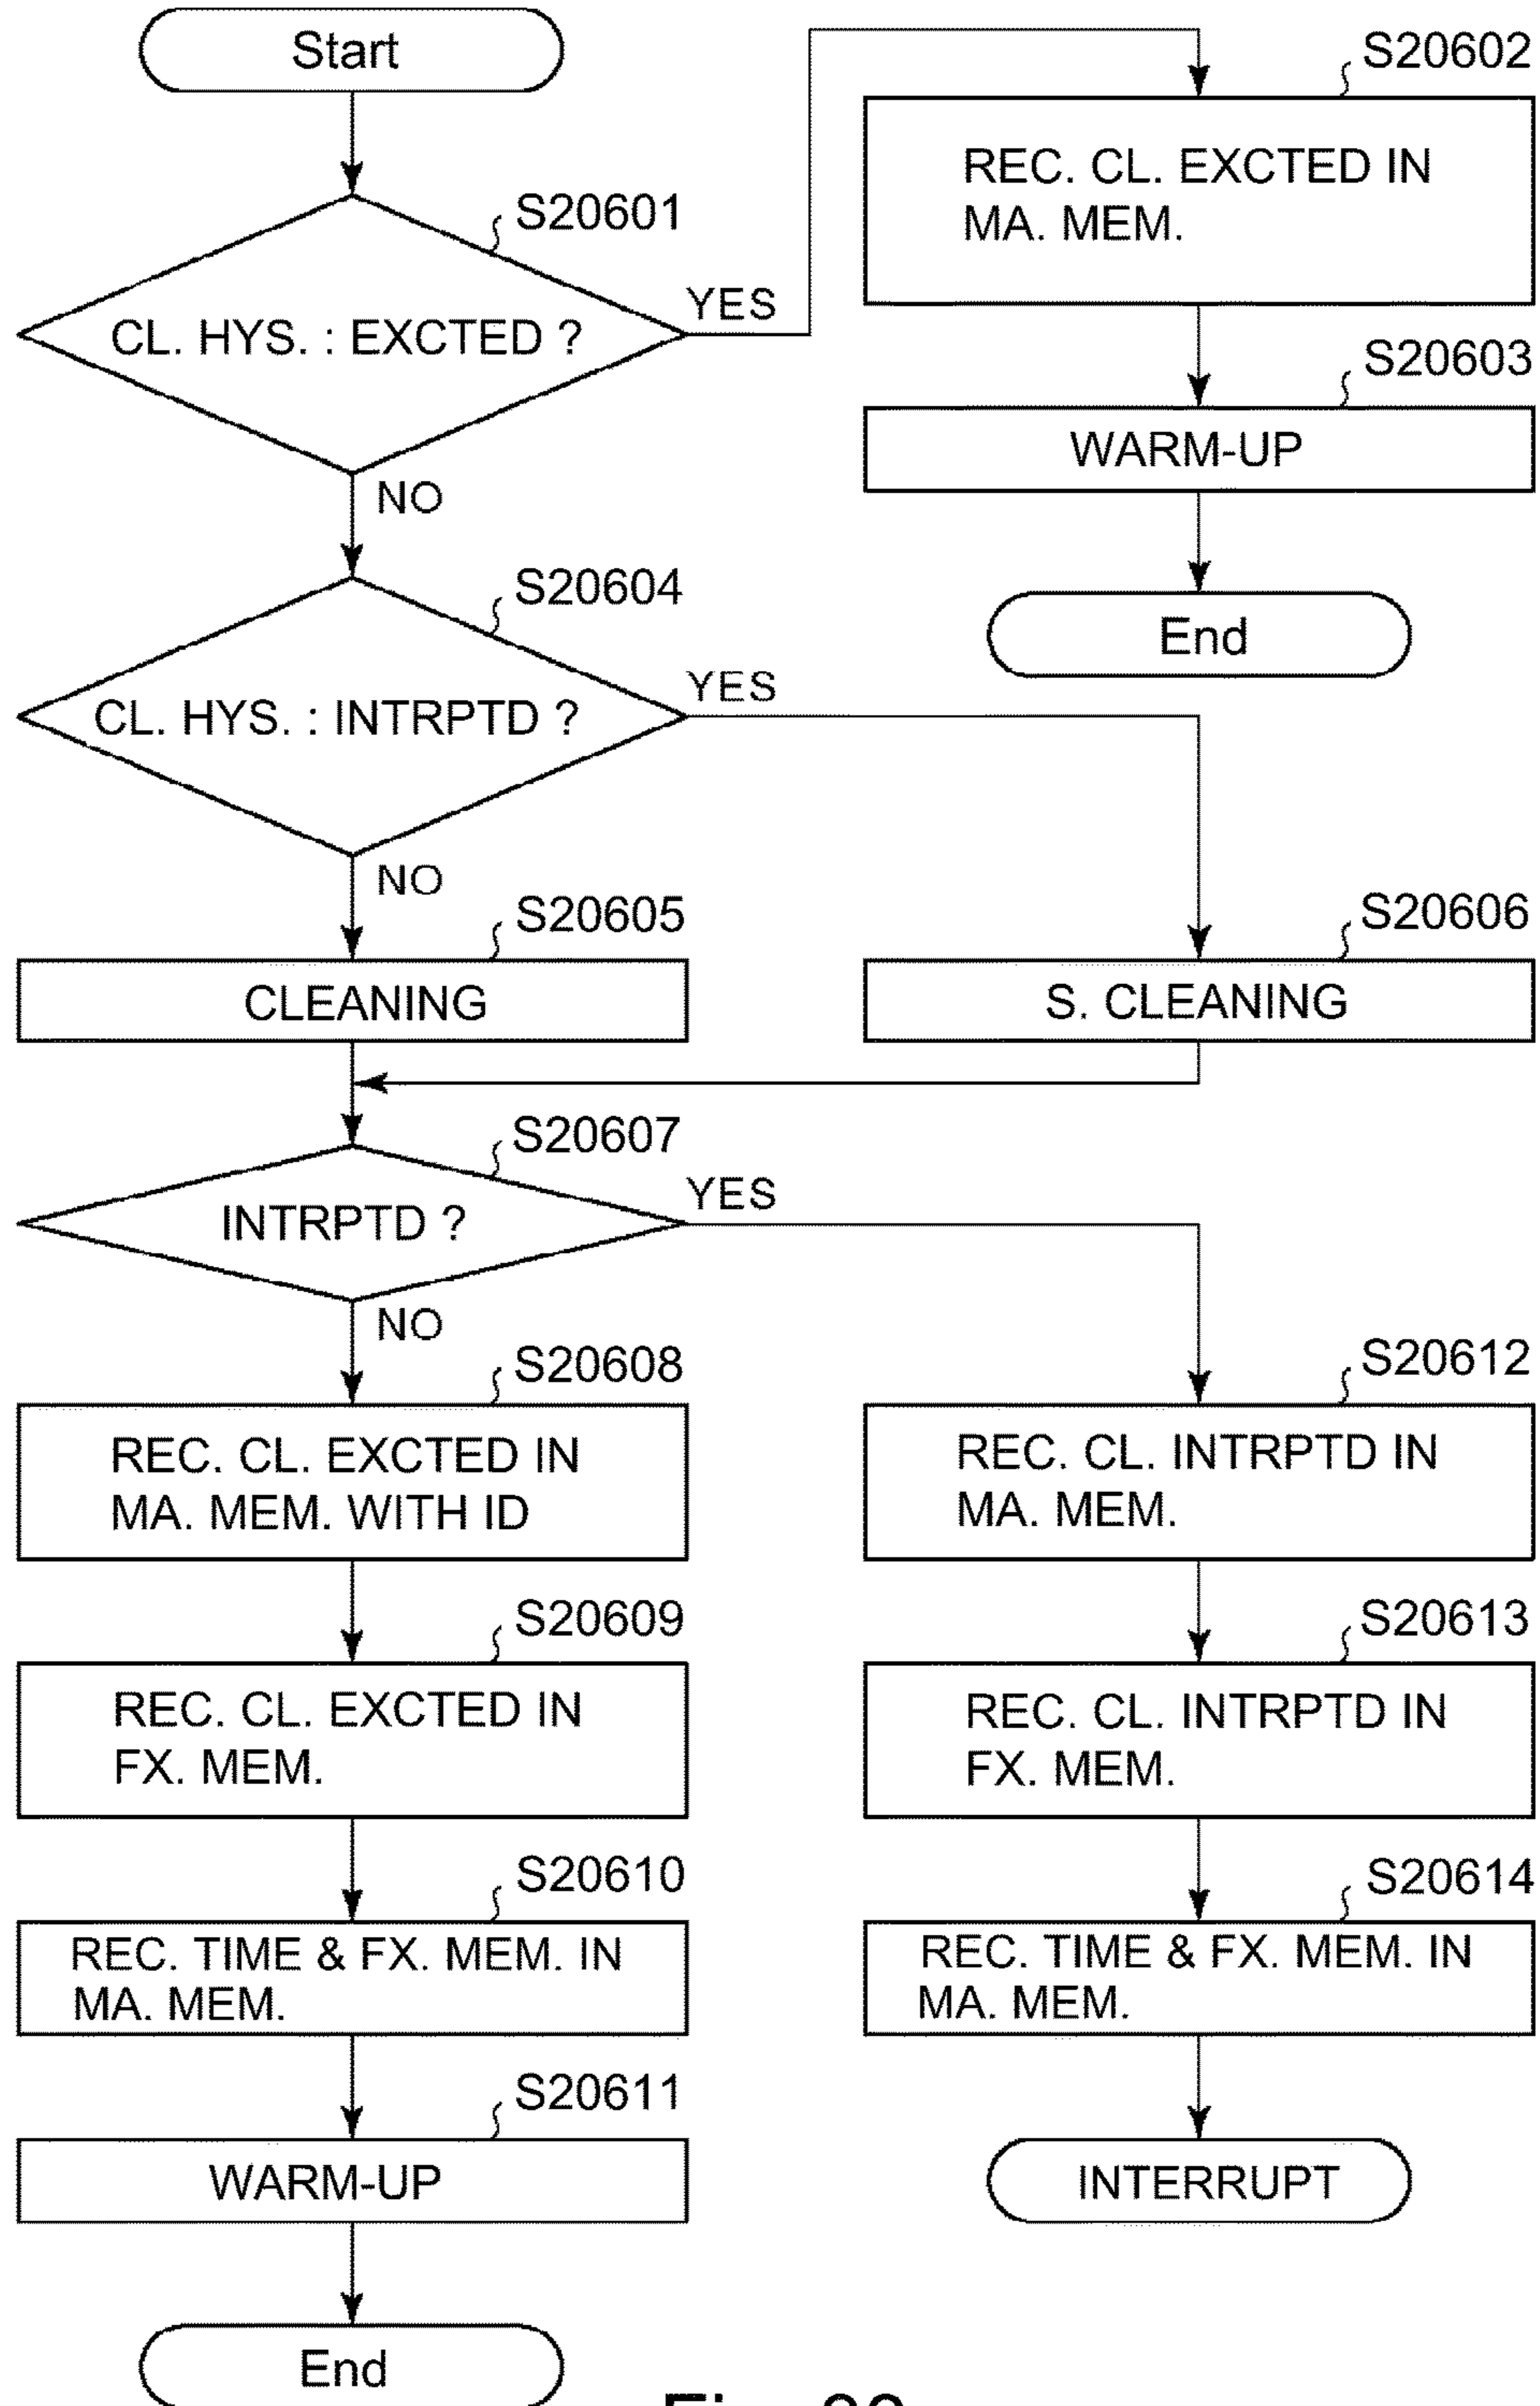 Start
S20601
CL. HYS. : EXCTED ?
YES
NO
S20602
REC. CL. EXCTED IN
MA. MEM.
S20603
WARM-UP
End
S20604
CL. HYS. : INTRPTD ?
YES
NO
S20605
CLEANING
S20606
S. CLEANING
S20607
INTRPTD ?
YES
NO
S20608
REC. CL. EXCTED IN
MA. MEM. WITH ID
S20609
REC. CL. EXCTED IN
FX. MEM.
S20610
REC. TIME & FX. MEM. IN
MA. MEM.
S20611
WARM-UP
End
S20612
REC. CL. INTRPTD IN
MA. MEM.
S20613
REC. CL. INTRPTD IN
FX. MEM.
S20614
REC. TIME & FX. MEM. IN
MA. MEM.
INTERRUPT